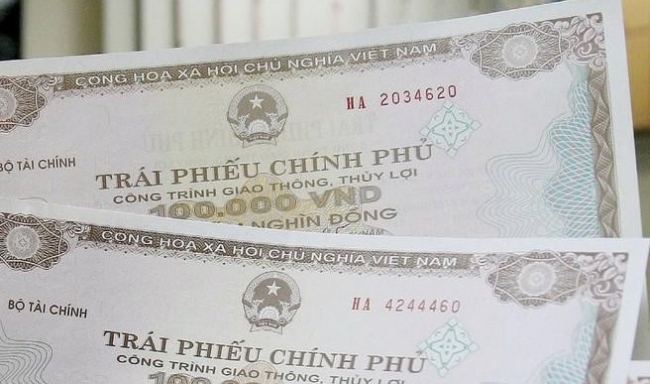 CỘNG HÒA XÃ HỘI CHỦ NGHĨA VIỆT NAM
HA 2034620
BỘ TÀI CHÍNH
TRÁI PHIẾU CHÍNH PHỦ
CÔNG TRÌNH GIAO THÔNG, THỦY LỢI
100.000 VND
NGHÌN ĐỒNG
CỘNG HÒA XÃ HỘI CHỦ NGHĨA VIỆT NAM
HA 4244460
BỘ TÀI CHÍNH
TRÁI PHIẾU CHÍNH PHỦ
CÔNG TRÌNH GIAO THÔNG, THỦY LỢI